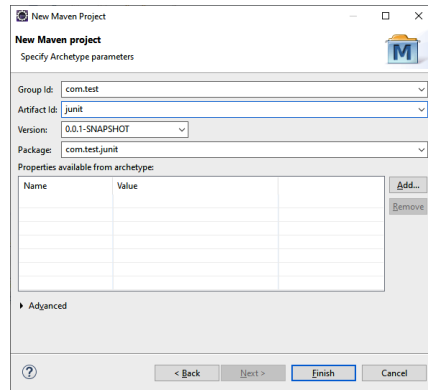 New Maven Project
New Maven project
Specify Archetype parameters
M
Group Id: com.test
Artifact Id: junit
Version: 0.0.1-SNAPSHOT
Package: com.test.junit
Properties available from archetype:
Name Value
Add...
Remove
Advanced
? < Back Next > Finish Cancel